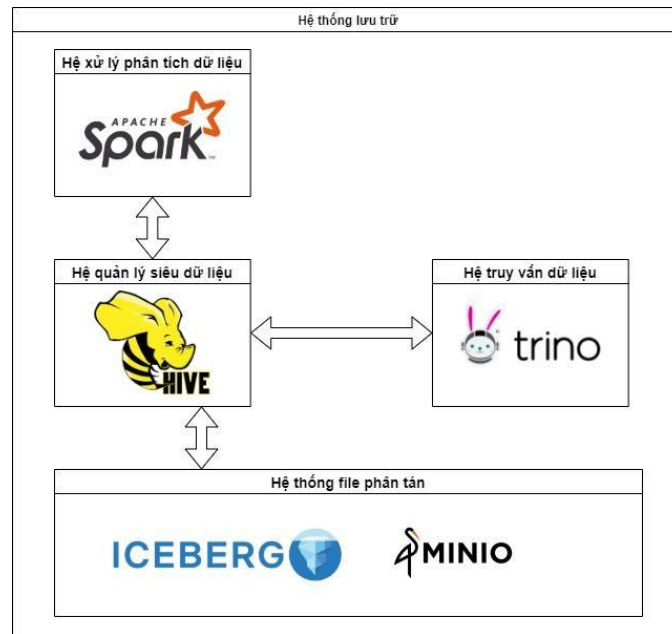 Hệ thống lưu trữ
Hệ xử lý phân tích dữ liệu
APACHE
Spark
Hệ quản lý siêu dữ liệu
HIVE
Hệ truy vấn dữ liệu
trino
Hệ thống file phân tán
ICEBERG
MINIO